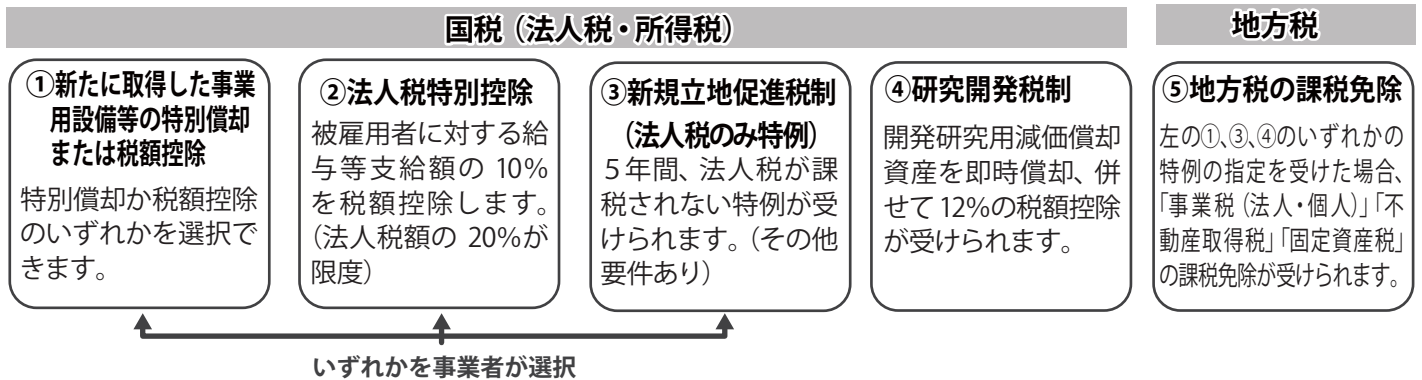 国税（法人税・所得税）
地方税
①新たに取得した事業
用設備等の特別償却
または税額控除
特別償却か税額控除
のいずれかを選択で
きます。
②法人税特別控除
被雇用者に対する給
与等支給額の 10%
を税額控除します。
（法人税額の 20%が
限度）
③新規立地促進税制
（法人税のみ特例）
５年間、法人税が課
税されない特例が受
けられます。（その他
要件あり）
④研究開発税制
開発研究用減価償却
資産を即時償却、併
せて 12%の税額控除
が受けられます。
⑤地方税の課税免除
左の①、③、④のいずれかの
特例の指定を受けた場合、
「事業税（法人・個人）」「不
動産取得税」「固定資産税」
の課税免除が受けられます。
いずれかを事業者が選択